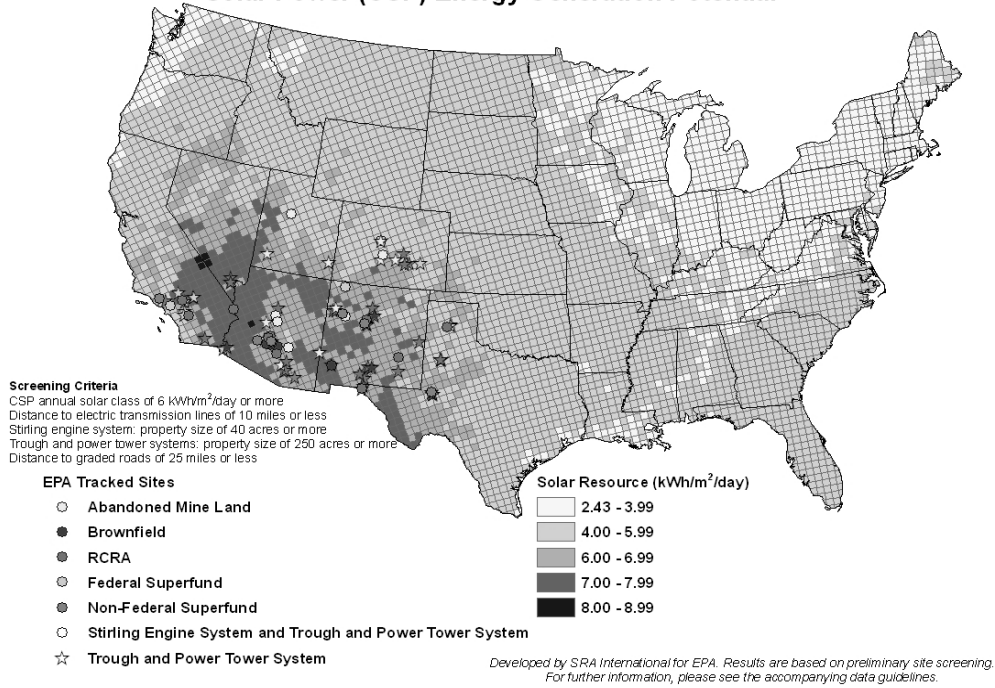 Screening Criteria
CSP annual solar class of 6 kWh/m²/day or more
Distance to electric transmission lines of 10 miles or less
Stirling engine system: property size of 40 acres or more
Trough and power tower systems: property size of 250 acres or more
Distance to graded roads of 25 miles or less
EPA Tracked Sites
Abandoned Mine Land
Brownfield
RCRA
Federal Superfund
Non-Federal Superfund
Stirling Engine System and Trough and Power Tower System
Trough and Power Tower System
Solar Resource (kWh/m²/day)
2.43 - 3.99
4.00 - 5.99
6.00 - 6.99
7.00 - 7.99
8.00 - 8.99
Developed by SRA International for EPA. Results are based on preliminary site screening.
For further information, please see the accompanying data guidelines.